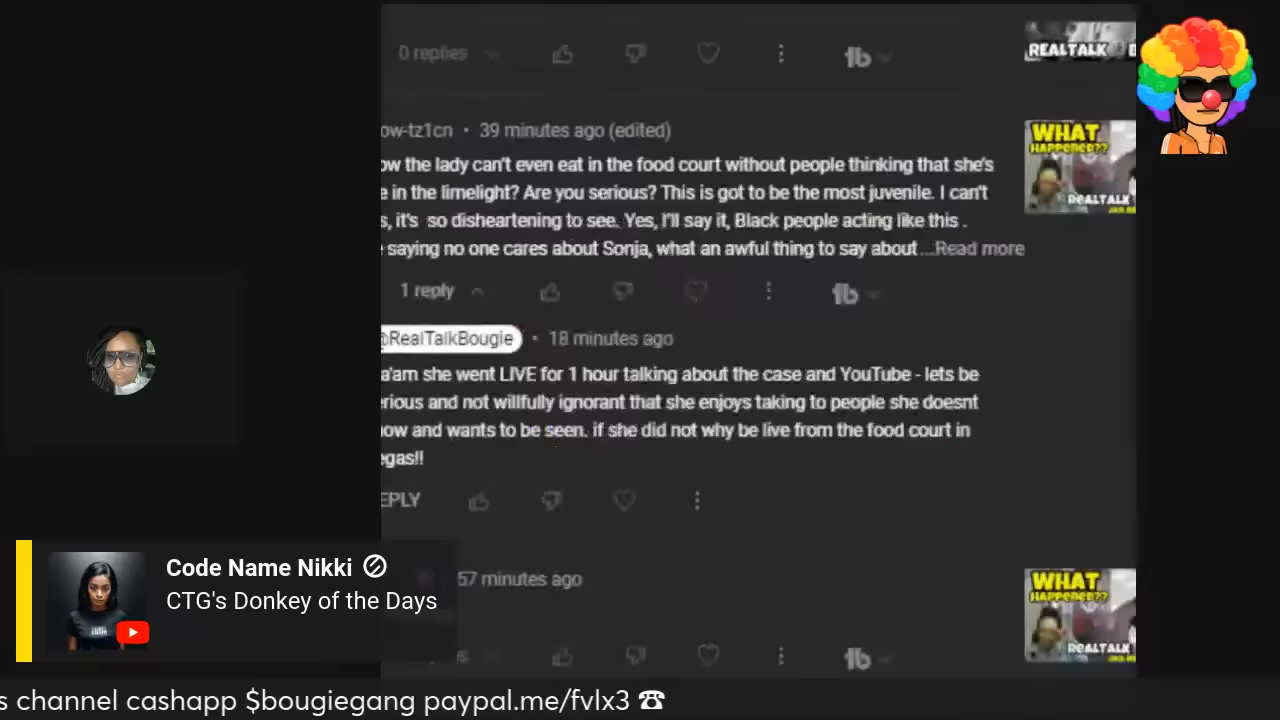 0 replies
REALTALK
ow-tz1cn • 39 minutes ago (edited)
ow the lady can't even eat in the food court without people thinking that she's
e in the limelight? Are you serious? This is got to be the most juvenile. I can't
s, it's so disheartening to see. Yes, I'll say it, Black people acting like this .
saying no one cares about Sonja, what an awful thing to say about ...Read more
WHAT
HAPPENED??
REALTALK
1 reply
@RealTalkBougie • 18 minutes ago
a'am she went LIVE for 1 hour talking about the case and YouTube - lets be
erious and not willfully ignorant that she enjoys taking to people she doesnt
now and wants to be seen. if she did not why be live from the food court in
egas!!
EPLY
Code Name Nikki
CTG's Donkey of the Days
57 minutes ago
WHAT
HAPPENED??
REALTALK
s channel cashapp $bougiegang paypal.me/fvlx3 ☎